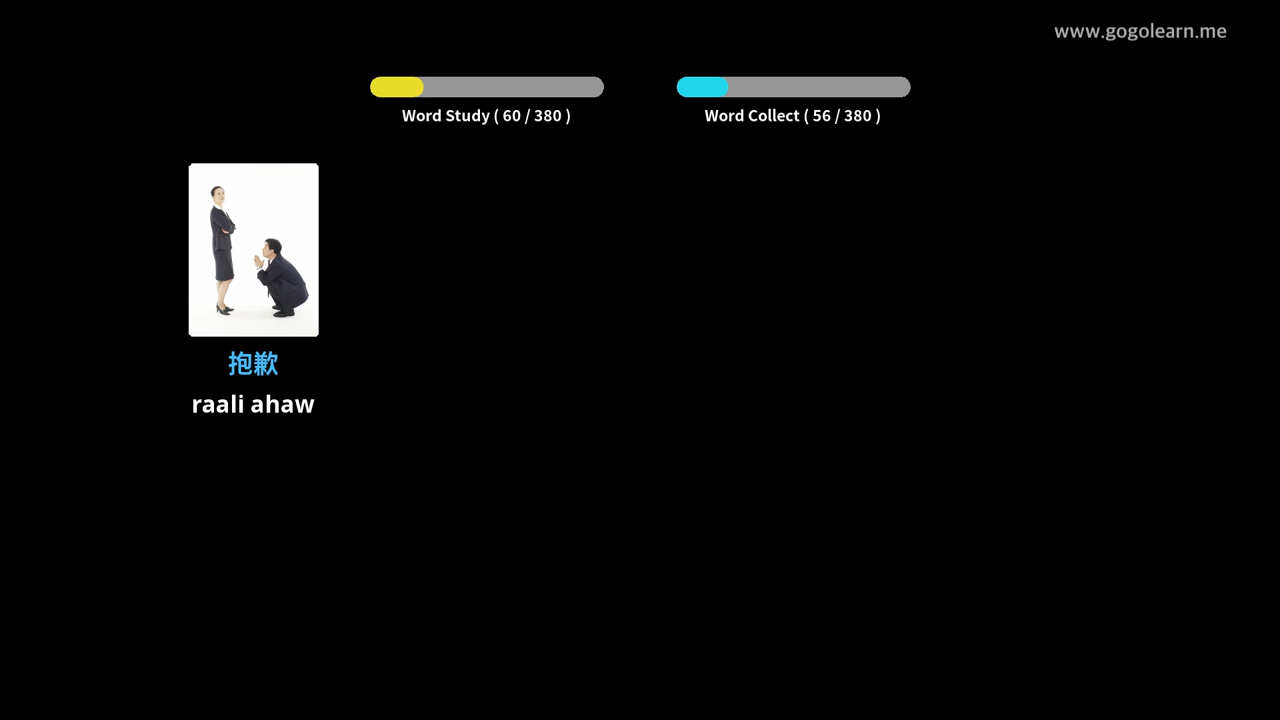 www.gogolearn.me
Word Study ( 60 / 380 )
Word Collect ( 56 / 380 )
抱歉
raali ahaw